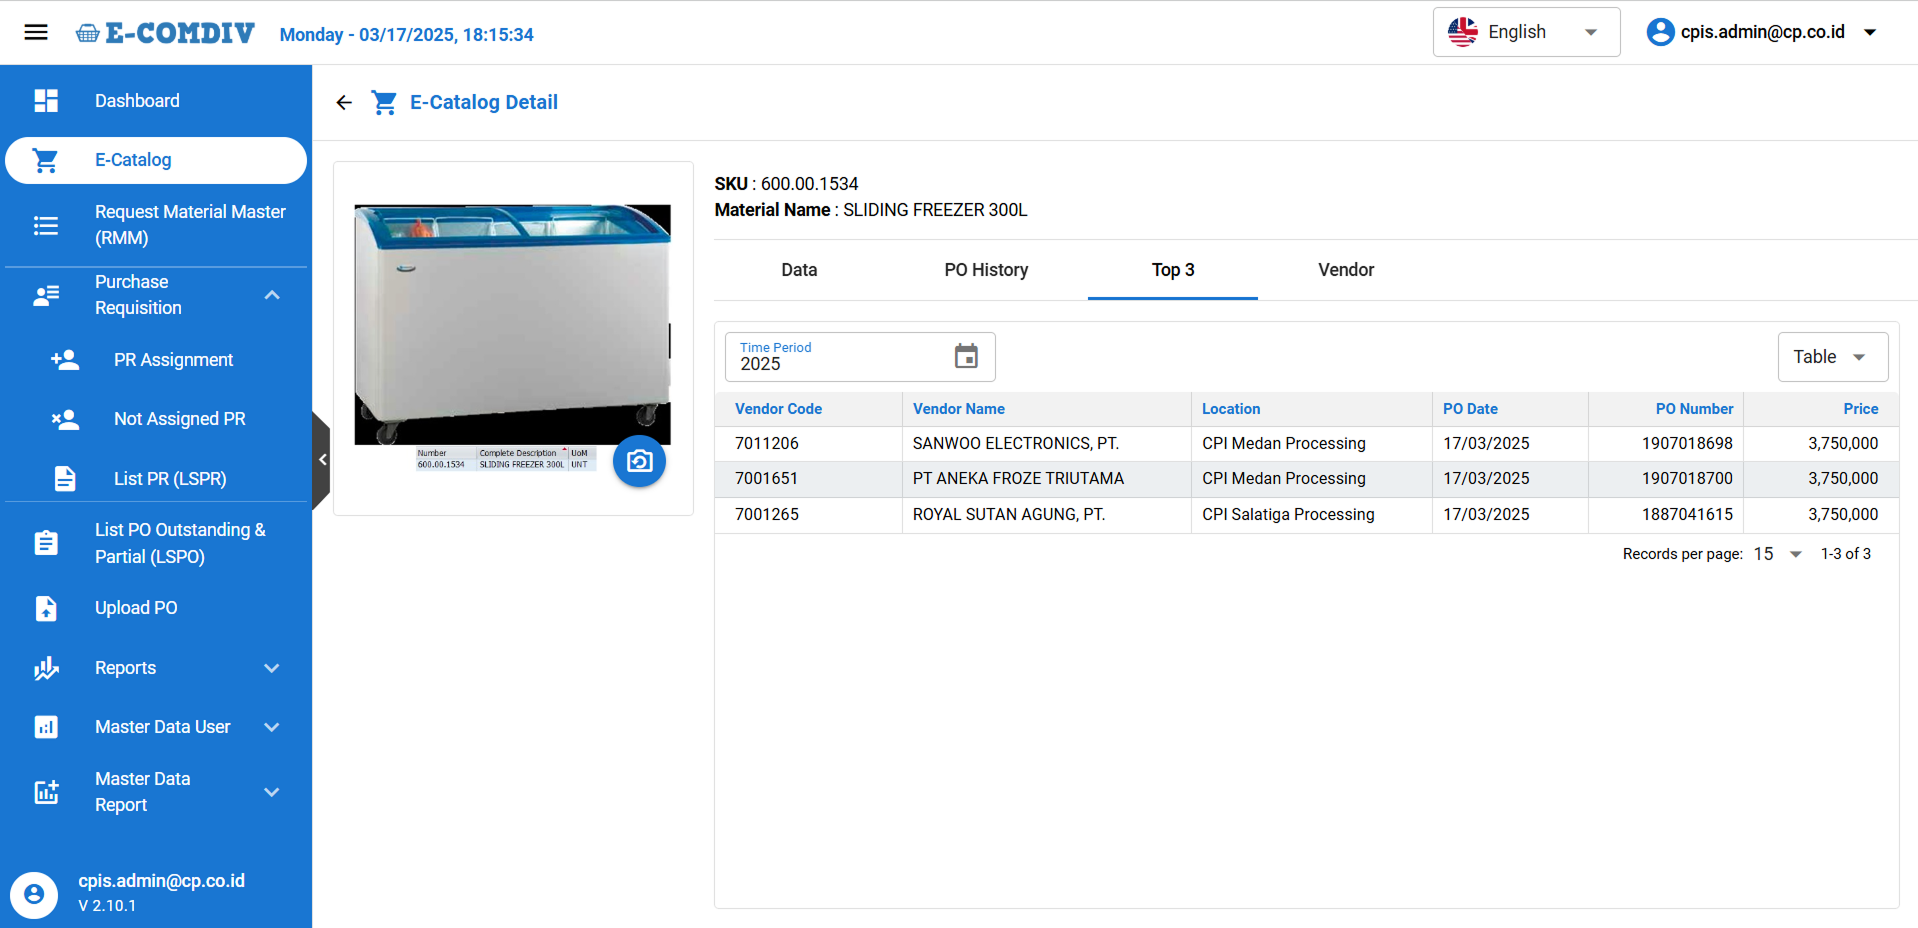 E-COMDIV
Monday - 03/17/2025, 18:15:34
English
cpis.admin@cp.co.id
Dashboard
E-Catalog
Request Material Master
(RMM)
Purchase
Requisition
PR Assignment
Not Assigned PR
List PR (LSPR)
List PO Outstanding &
Partial (LSPO)
Upload PO
Reports
Master Data User
Master Data
Report
cpis.admin@cp.co.id
V 2.10.1
E-Catalog Detail
Number Complete Description UoM
600.00.1534 SLIDING FREEZER 300L UNT
SKU : 600.00.1534
Material Name : SLIDING FREEZER 300L
Data PO History Top 3 Vendor
Time Period
2025
Table
Vendor Code Vendor Name Location PO Date PO Number Price
7011206 SANWOO ELECTRONICS, PT. CPI Medan Processing 17/03/2025 1907018698 3,750,000
7001651 PT ANEKA FROZE TRIUTAMA CPI Medan Processing 17/03/2025 1907018700 3,750,000
7001265 ROYAL SUTAN AGUNG, PT. CPI Salatiga Processing 17/03/2025 1887041615 3,750,000
Records per page: 15 1-3 of 3